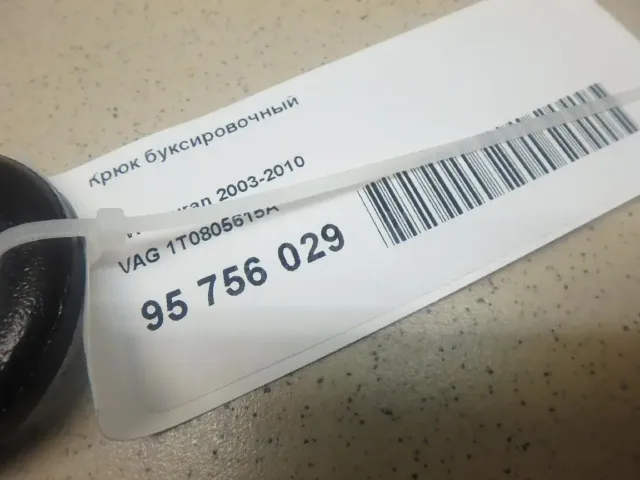 Крюк буксировочный
2003-2010
VAG 1T0805615A
95 756 029